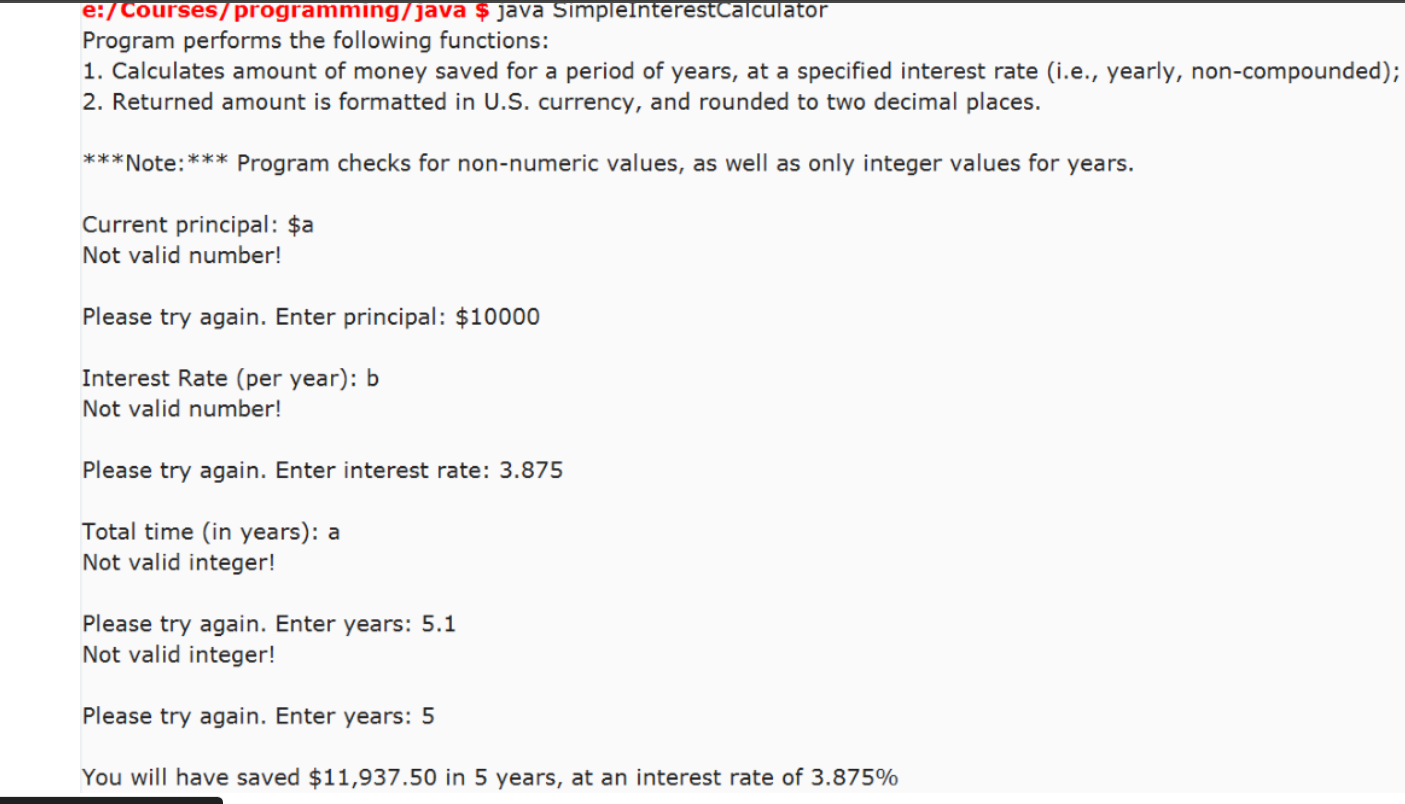 e:/Courses/programming/java $ java SimpleInterestCalculator
Program performs the following functions:
1. Calculates amount of money saved for a period of years, at a specified interest rate (i.e., yearly, non-compounded);
2. Returned amount is formatted in U.S. currency, and rounded to two decimal places.
***Note:*** Program checks for non-numeric values, as well as only integer values for years.
Current principal: $a
Not valid number!
Please try again. Enter principal: $10000
Interest Rate (per year): b
Not valid number!
Please try again. Enter interest rate: 3.875
Total time (in years): a
Not valid integer!
Please try again. Enter years: 5.1
Not valid integer!
Please try again. Enter years: 5
You will have saved $11,937.50 in 5 years, at an interest rate of 3.875%